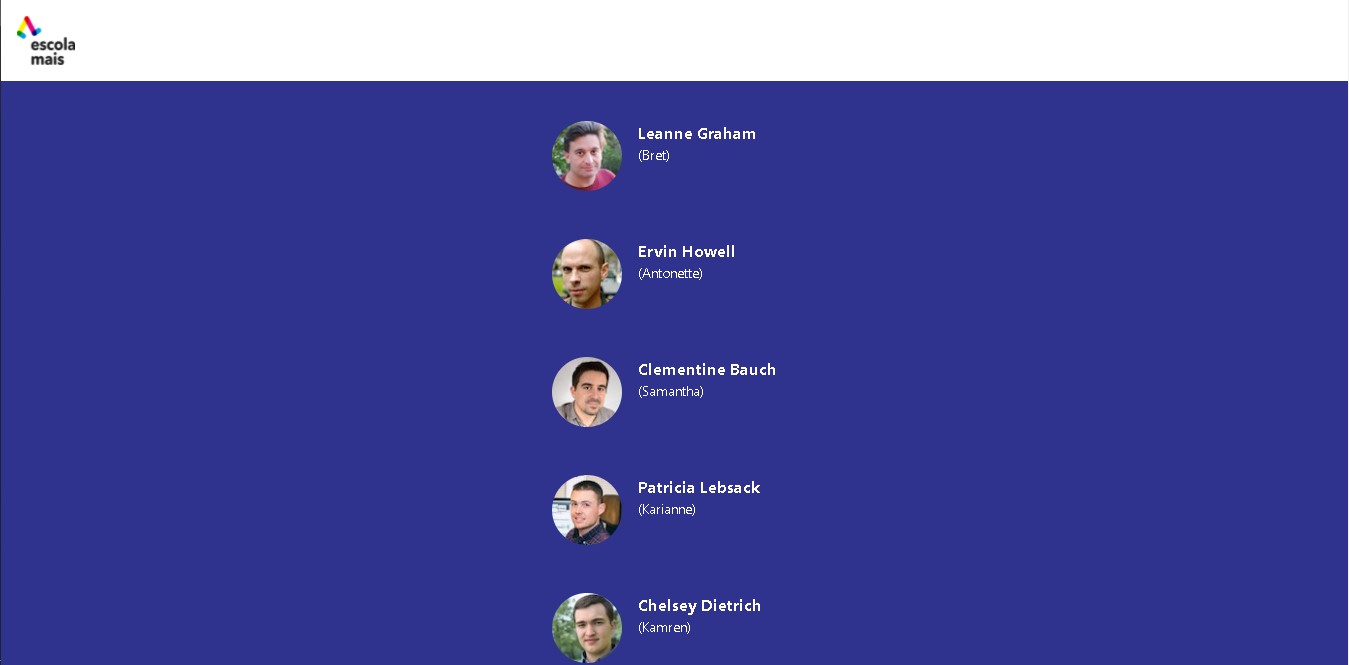 escola
mais
Leanne Graham
(Bret)
Ervin Howell
(Antonette)
Clementine Bauch
(Samantha)
Patricia Lebsack
(Karianne)
Chelsey Dietrich
(Kamren)